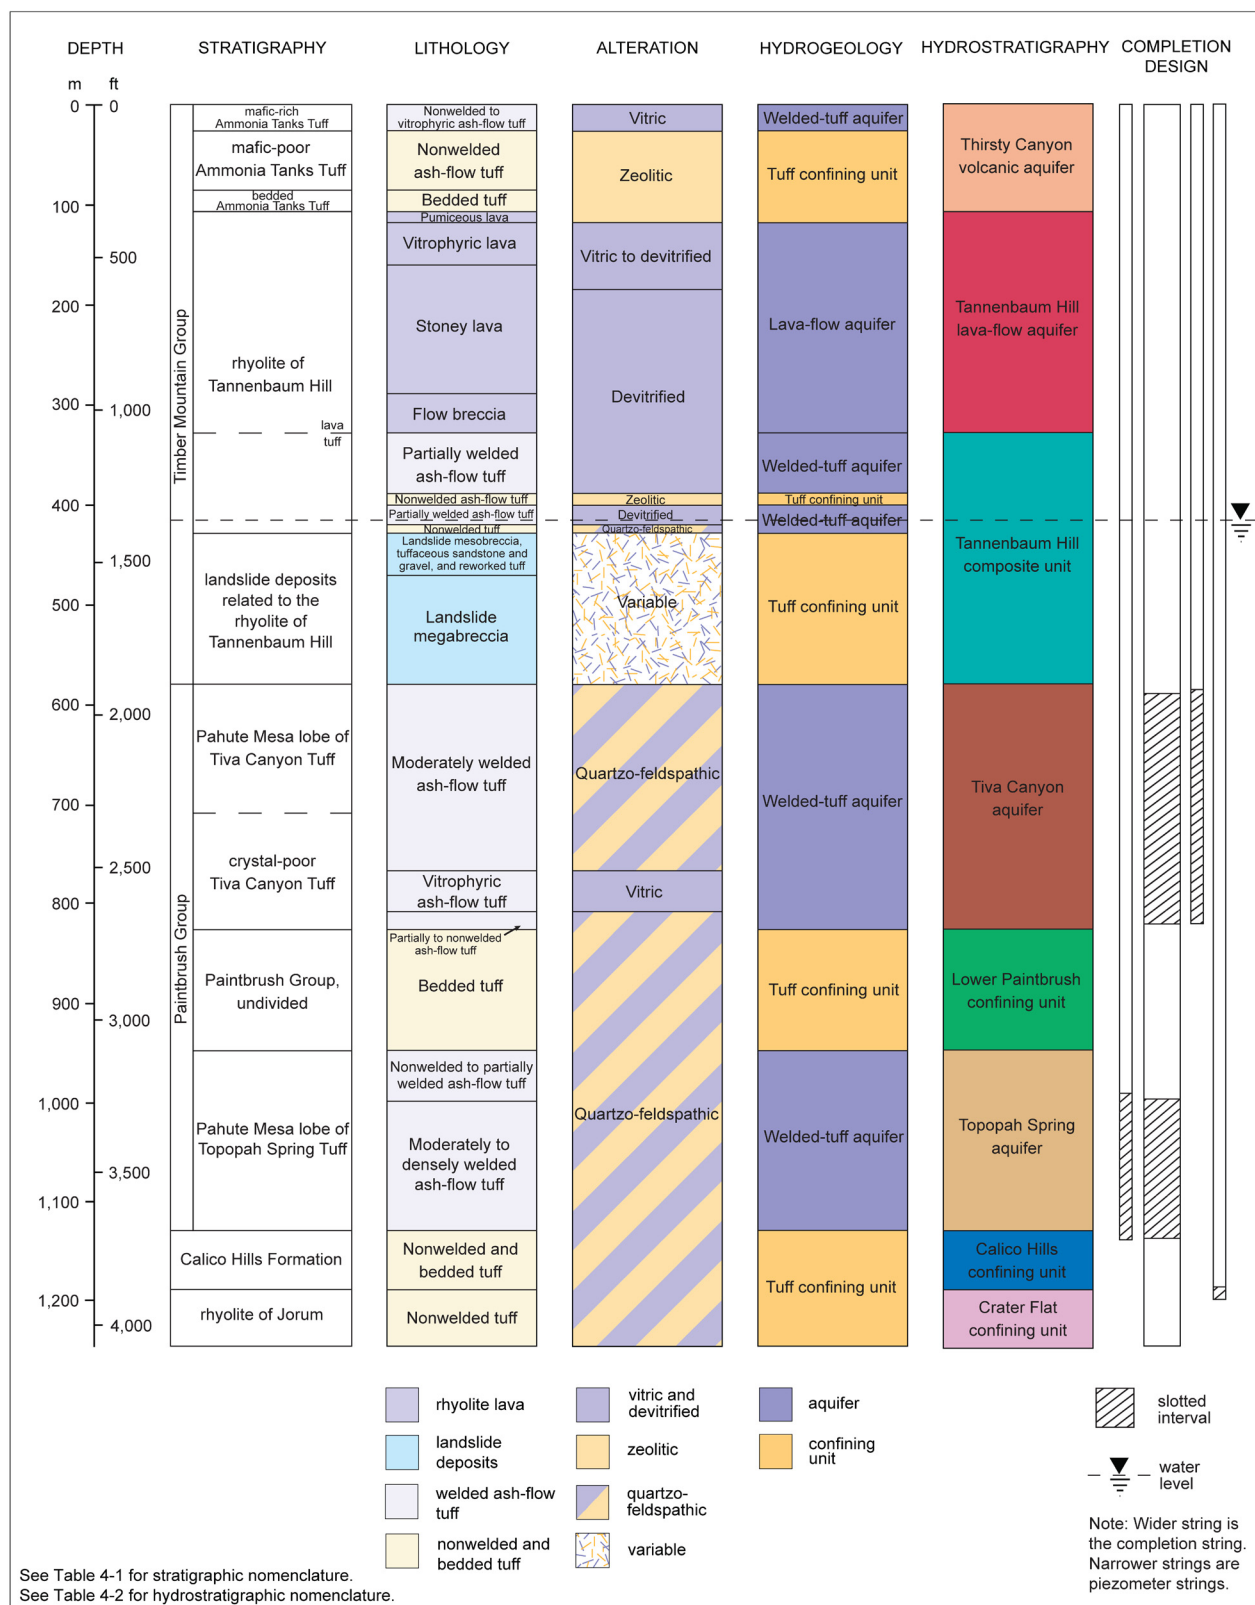 DEPTH
STRATIGRAPHY
LITHOLOGY
ALTERATION
HYDROGEOLOGY
HYDROSTRATIGRAPHY
COMPLETION
DESIGN
m
ft
0
100
200
300
400
500
600
700
800
900
1,000
1,100
1,200
0
500
1,000
1,500
2,000
2,500
3,000
3,500
4,000
Timber Mountain Group
Paintbrush Group
mafic-rich
Ammonia Tanks Tuff
mafic-poor
Ammonia Tanks Tuff
bedded
Ammonia Tanks Tuff
rhyolite of
Tannenbaum Hill
lava
tuff
landslide deposits
related to the
rhyolite of
Tannenbaum Hill
Pahute Mesa lobe of
Tiva Canyon Tuff
crystal-poor
Tiva Canyon Tuff
Paintbrush Group,
undivided
Pahute Mesa lobe of
Topopah Spring Tuff
Calico Hills Formation
rhyolite of Jorum
Nonwelded to
vitrophyric ash-flow tuff
Nonwelded
ash-flow tuff
Bedded tuff
Pumiceous lava
Vitrophyric lava
Stoney lava
Flow breccia
Partially welded
ash-flow tuff
Nonwelded ash-flow tuff
Partially welded ash-flow tuff
Nonwelded tuff
Landslide mesobreccia,
tuffaceous sandstone and
gravel, and reworked tuff
Landslide
megabreccia
Moderately welded
ash-flow tuff
Vitrophyric
ash-flow tuff
Partially to nonwelded
ash-flow tuff
Bedded tuff
Nonwelded to partially
welded ash-flow tuff
Moderately to
densely welded
ash-flow tuff
Nonwelded and
bedded tuff
Nonwelded tuff
Vitric
Zeolitic
Vitric to devitrified
Devitrified
Zeolitic
Devitrified
Quartzo-feldspathic
Variable
Quartzo-feldspathic
Vitric
Quartzo-feldspathic
Welded-tuff aquifer
Tuff confining unit
Lava-flow aquifer
Welded-tuff aquifer
Tuff confining unit
Welded-tuff aquifer
Tuff confining unit
Welded-tuff aquifer
Tuff confining unit
Welded-tuff aquifer
Tuff confining unit
Thirsty Canyon
volcanic aquifer
Tannenbaum Hill
lava-flow aquifer
Tannenbaum Hill
composite unit
Tiva Canyon
aquifer
Lower Paintbrush
confining unit
Topopah Spring
aquifer
Calico Hills
confining unit
Crater Flat
confining unit
rhyolite lava
landslide
deposits
welded ash-flow
tuff
nonwelded and
bedded tuff
vitric and
devitrified
zeolitic
quartzo-
feldspathic
variable
aquifer
confining
unit
slotted
interval
water
level
Note: Wider string is
the completion string.
Narrower strings are
piezometer strings.
See Table 4-1 for stratigraphic nomenclature.
See Table 4-2 for hydrostratigraphic nomenclature.